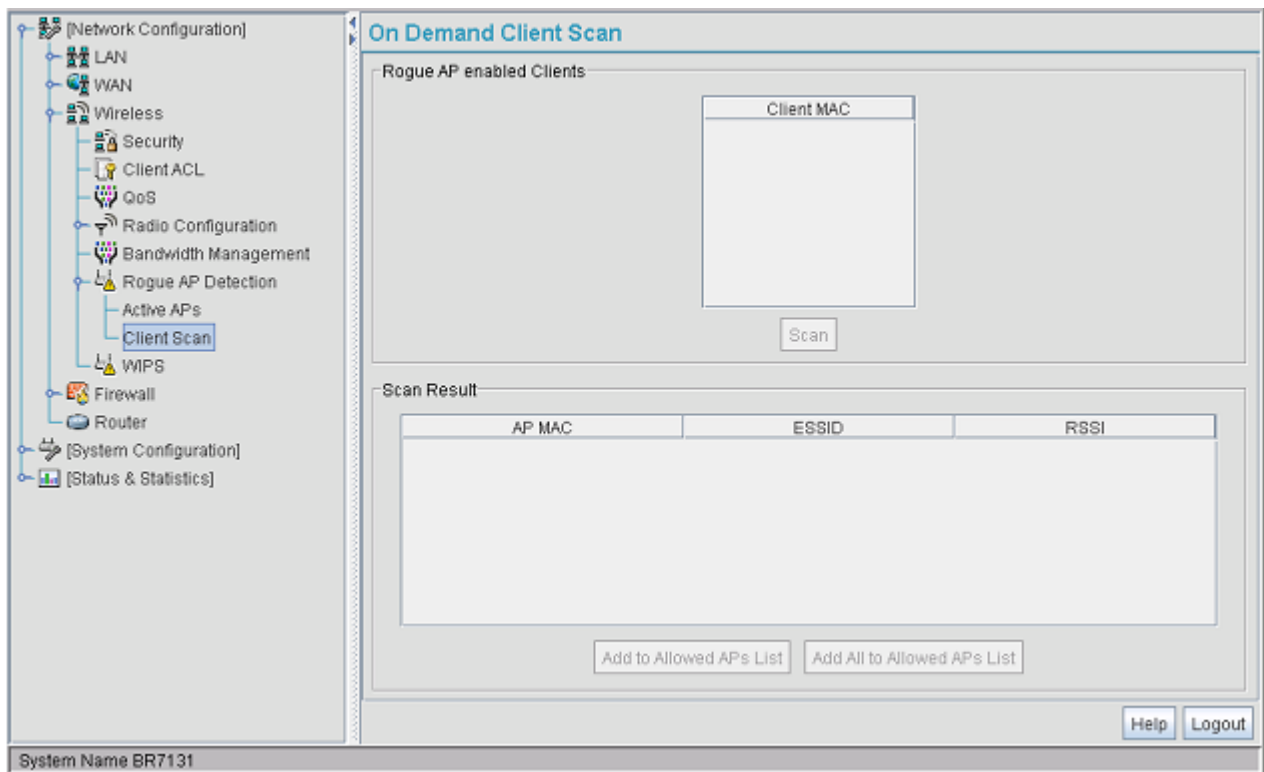 [Network Configuration]
LAN
WAN
Wireless
Security
Client ACL
QoS
Radio Configuration
Bandwidth Management
Rogue AP Detection
Active APs
Client Scan
WIPS
Firewall
Router
[System Configuration]
[Status & Statistics]
On Demand Client Scan
Rogue AP enabled Clients
Client MAC
Scan
Scan Result
AP MAC ESSID RSSI
Add to Allowed APs List Add All to Allowed APs List
Help Logout
System Name BR7131